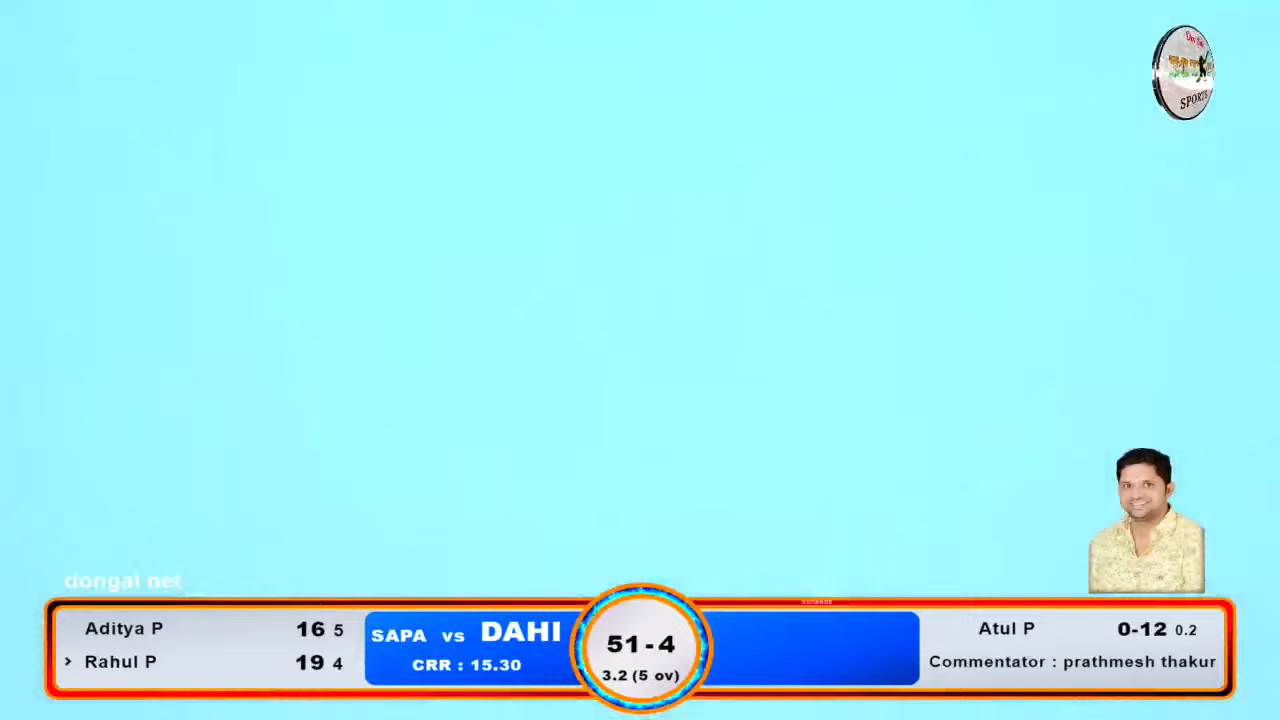 SPORTS
dongal net
Aditya P 16 5
Rahul P 19 4
SAPA vs DAHI
CRR : 15.30
51-4
3.2 (5 ov)
Atul P 0-12 0.2
Commentator : prathmesh thakur